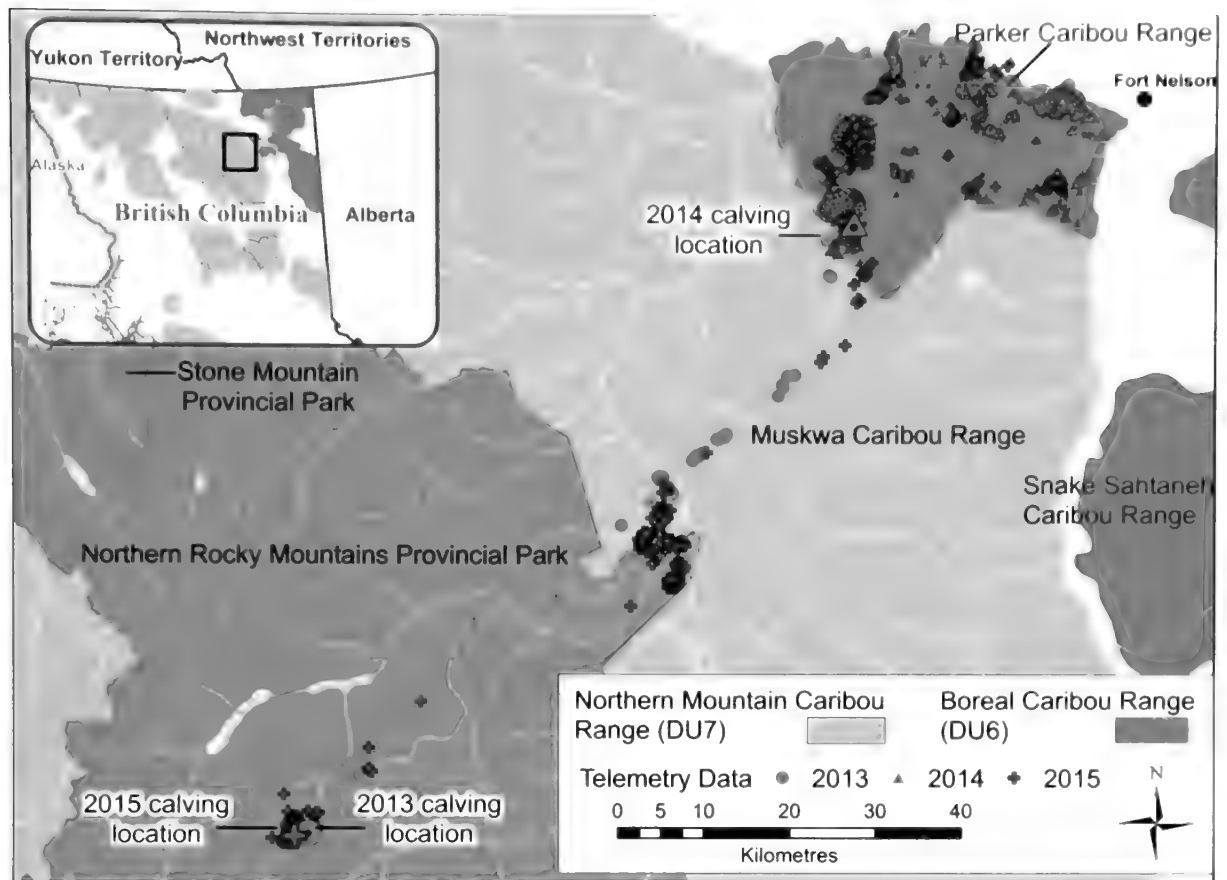 Northwest Territories
Yukon Territory
Alaska
British Columbia
Alberta
Parker Caribou Range
Fort Nelson
2014 calving
location
Stone Mountain
Provincial Park
Muskwa Caribou Range
Snake Sahtaneh
Caribou Range
Northern Rocky Mountains Provincial Park
2015 calving
location
2013 calving
location
Northern Mountain Caribou
Range (DU7)
Boreal Caribou Range
(DU6)
Telemetry Data 2013 2014 2015
N
0 5 10 20 30 40
Kilometres